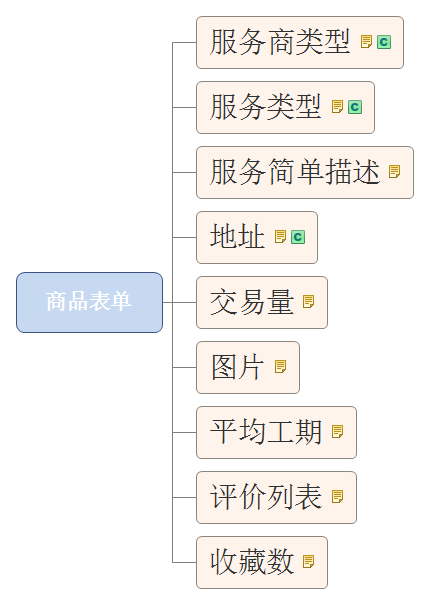 服务商类型 C
服务类型 C
服务简单描述
地址 C
商品表单
交易量
图片
平均工期
评价列表
收藏数